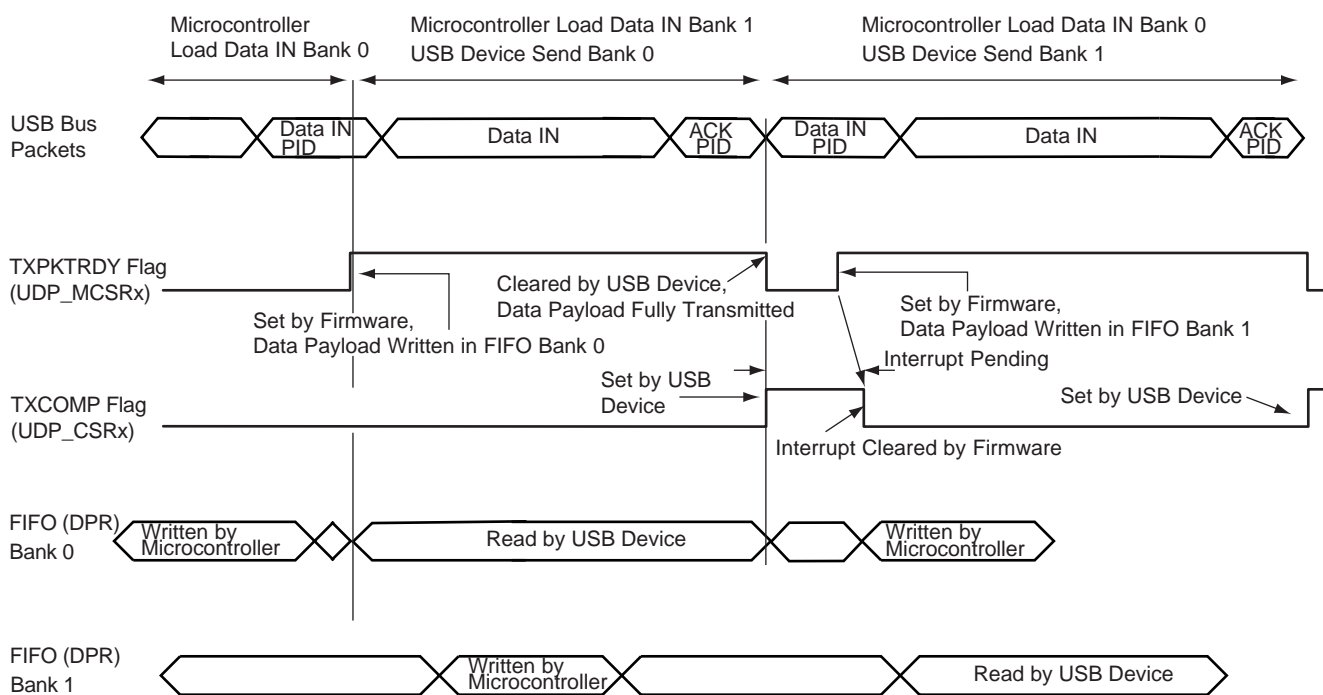 Microcontroller
Load Data IN Bank 0
Microcontroller Load Data IN Bank 1
USB Device Send Bank 0
Microcontroller Load Data IN Bank 0
USB Device Send Bank 1
USB Bus
Packets
Data IN
PID
Data IN
ACK
PID
Data IN
PID
Data IN
ACK
PID
TXPKTRDY Flag
(UDP_MCSRx)
Set by Firmware,
Data Payload Written in FIFO Bank 0
Cleared by USB Device,
Data Payload Fully Transmitted
Set by Firmware,
Data Payload Written in FIFO Bank 1
Interrupt Pending
Set by USB
Device
TXCOMP Flag
(UDP_CSRx)
Set by USB Device
Interrupt Cleared by Firmware
FIFO (DPR)
Bank 0
Written by
Microcontroller
Read by USB Device
Written by
Microcontroller
FIFO (DPR)
Bank 1
Written by
Microcontroller
Read by USB Device